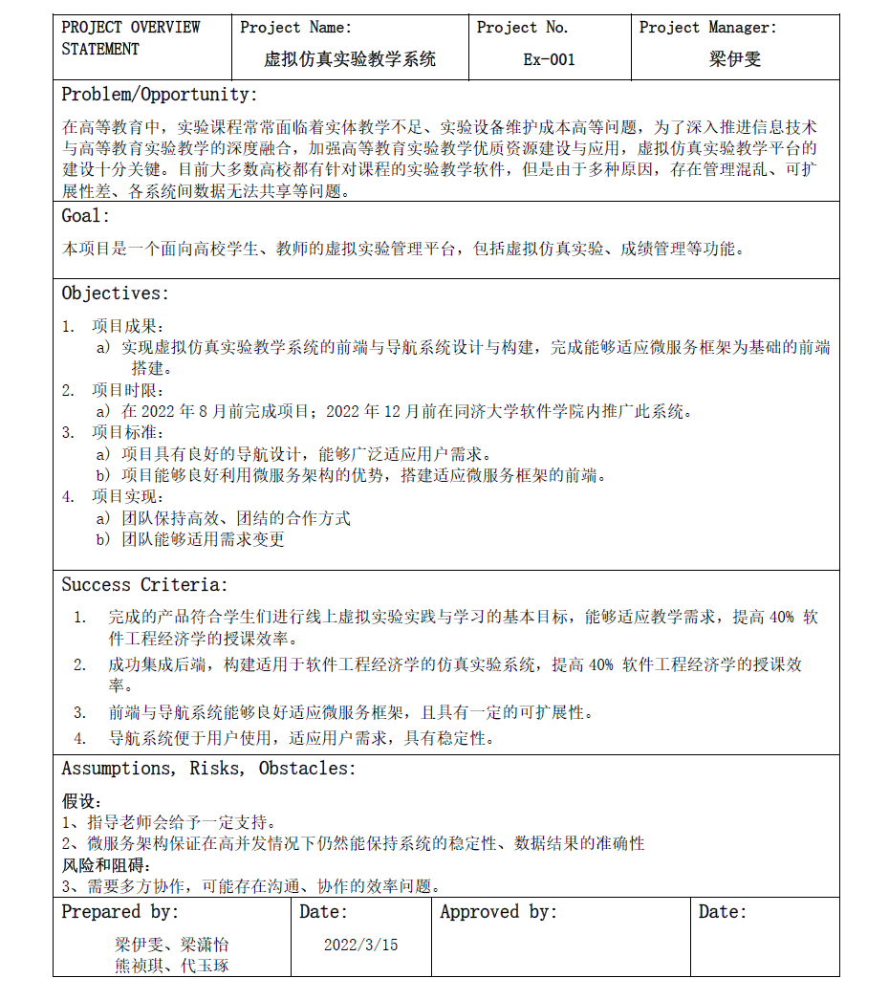 PROJECT OVERVIEW
STATEMENT
Project Name:
虚拟仿真实验教学系统
Project No.
Ex-001
Project Manager:
梁伊雯
Problem/Opportunity:
在高等教育中，实验课程常常面临着实体教学不足、实验设备维护成本高等问题，为了深入推进信息技术
与高等教育实验教学的深度融合，加强高等教育实验教学优质资源建设与应用，虚拟仿真实验教学平台的
建设十分关键。目前大多数高校都有针对课程的实验教学软件，但是由于多种原因，存在管理混乱、可扩
展性差、各系统间数据无法共享等问题。
Goal:
本项目是一个面向高校学生、教师的虚拟实验管理平台，包括虚拟仿真实验、成绩管理等功能。
Objectives:
1. 项目成果：
a) 实现虚拟仿真实验教学系统的前端与导航系统设计与构建，完成能够适应微服务框架为基础的前端
搭建。
2. 项目时限：
a) 在 2022 年 8 月前完成项目；2022 年 12 月前在同济大学软件学院内推广此系统。
3. 项目标准：
a) 项目具有良好的导航设计，能够广泛适应用户需求。
b) 项目能够良好利用微服务架构的优势，搭建适应微服务框架的前端。
4. 项目实现：
a) 团队保持高效、团结的合作方式
b) 团队能够适用需求变更
Success Criteria:
1. 完成的产品符合学生们进行线上虚拟实验实践与学习的基本目标，能够适应教学需求，提高 40% 软
件工程经济学的授课效率。
2. 成功集成后端，构建适用于软件工程经济学的仿真实验系统，提高 40% 软件工程经济学的授课效
率。
3. 前端与导航系统能够良好适应微服务框架，且具有一定的可扩展性。
4. 导航系统便于用户使用，适应用户需求，具有稳定性。
Assumptions, Risks, Obstacles:
假设：
1、指导老师会给予一定支持。
2、微服务架构保证在高并发情况下仍然能保持系统的稳定性、数据结果的准确性
风险和阻碍：
3、需要多方协作，可能存在沟通、协作的效率问题。
Prepared by:
梁伊雯、梁潇怡
熊祯琪、代玉琢
Date:
2022/3/15
Approved by:
Date: